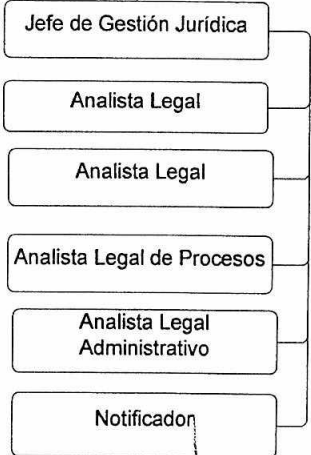 Jefe de Gestión Jurídica
Analista Legal
Analista Legal
Analista Legal de Procesos
Analista Legal
Administrativo
Notificador